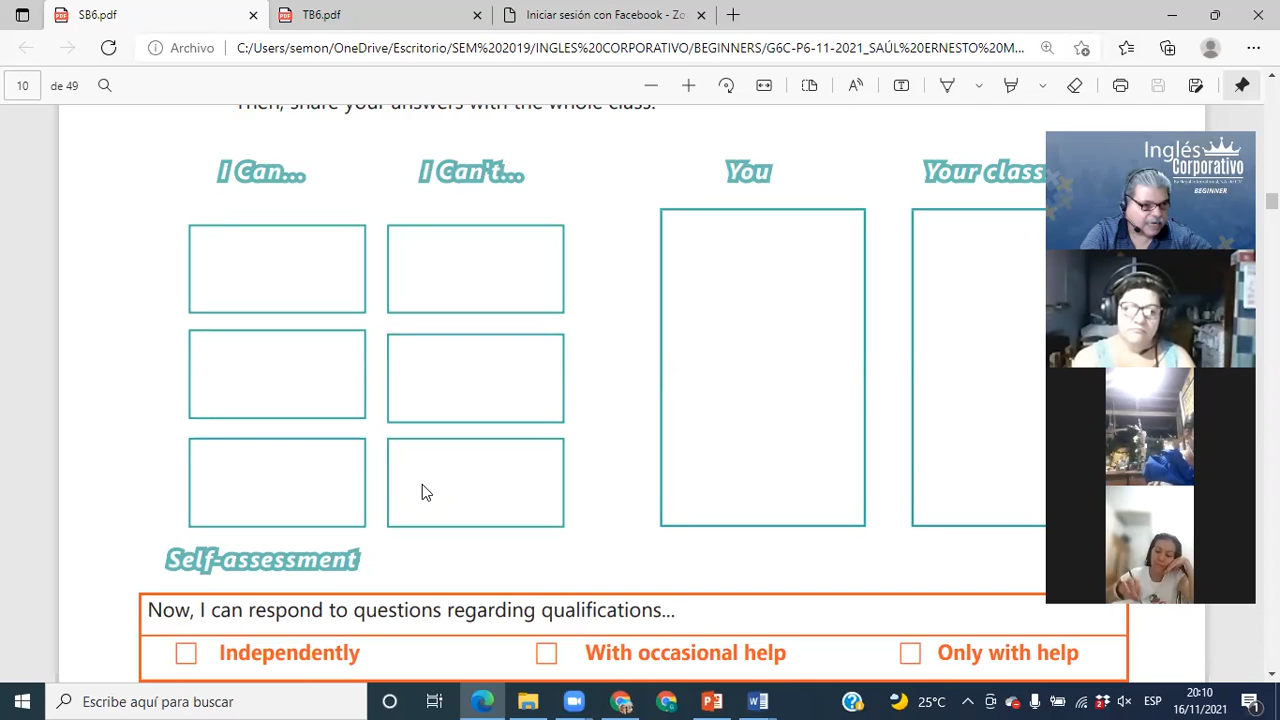 SB6.pdf
TB6.pdf
Iniciar sesión con Facebook - Zo
Archivo
C:/Users/semon/OneDrive/Escritorio/SEM%202019/INGLES%20CORPORATIVO/BEGINNERS/G6C-P6-11-2021_SAÚL%20ERNESTO%20M...
10 de 49
Then, share your answers with the whole class.
I Can...
I Can't...
You
Your class
Inglés
Corporativo
BEGINNER
Self-assessment
Now, I can respond to questions regarding qualifications...
Independently
With occasional help
Only with help
Escribe aquí para buscar
25°C
ESP
20:10
16/11/2021
1